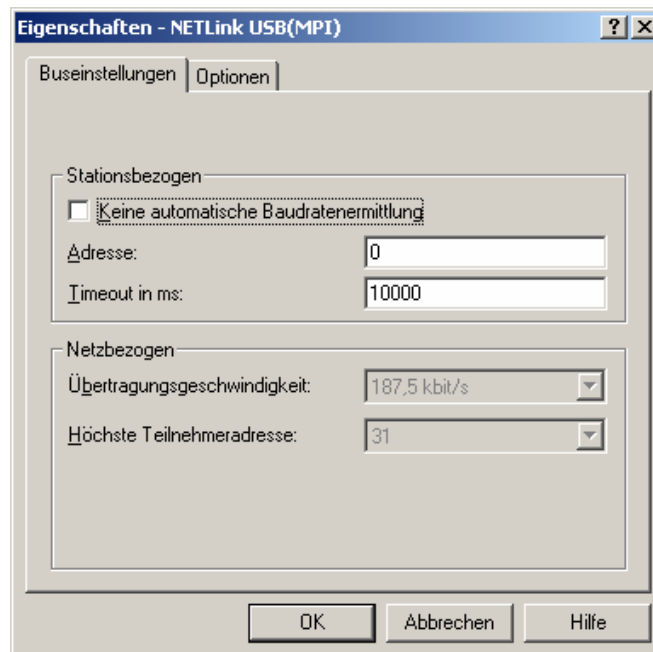 Eigenschaften - NETLink USB(MPI)
Buseinstellungen
Optionen
Stationsbezogen
Keine automatische Baudratenermittlung
Adresse: 0
Timeout in ms: 10000
Netzbezogen
Übertragungsgeschwindigkeit: 187,5 kbit/s
Höchste Teilnehmeradresse: 31
OK
Abbrechen
Hilfe